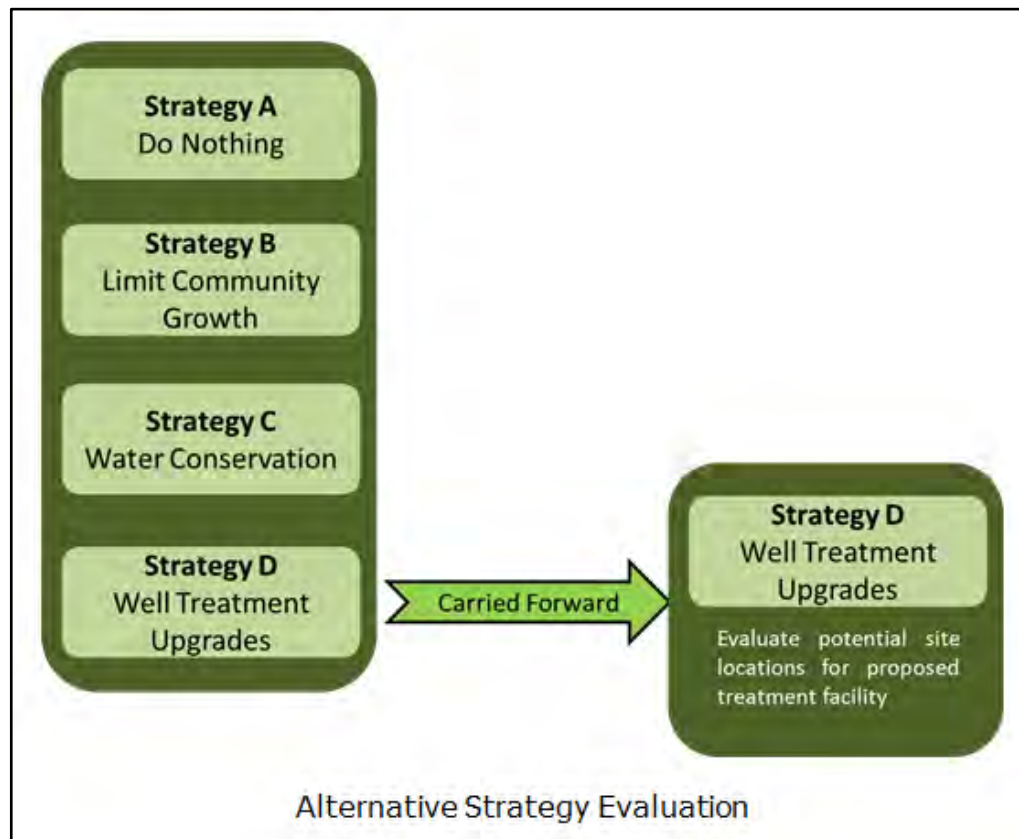 Strategy A
Do Nothing
Strategy B
Limit Community
Growth
Strategy C
Water Conservation
Strategy D
Well Treatment
Upgrades
Carried Forward
Strategy D
Well Treatment
Upgrades
Evaluate potential site
locations for proposed
treatment facility
Alternative Strategy Evaluation